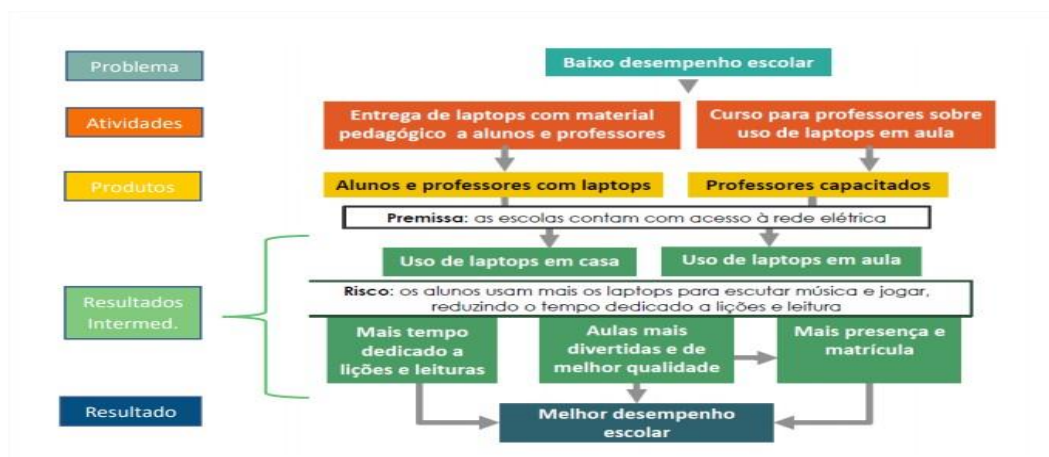 Problema
Baixo desempenho escolar
Atividades
Entrega de laptops com material
pedagógico a alunos e professores
Curso para professores sobre
uso de laptops em aula
Produtos
Alunos e professores com laptops
Professores capacitados
Premissa: as escolas contam com acesso à rede elétrica
Uso de laptops em casa
Uso de laptops em aula
Resultados
Intermed.
Risco: os alunos usam mais os laptops para escutar música e jogar,
reduzindo o tempo dedicado a lições e leitura
Mais tempo
dedicado a
lições e leituras
Aulas mais
divertidas e de
melhor qualidade
Mais presença e
matrícula
Resultado
Melhor desempenho
escolar